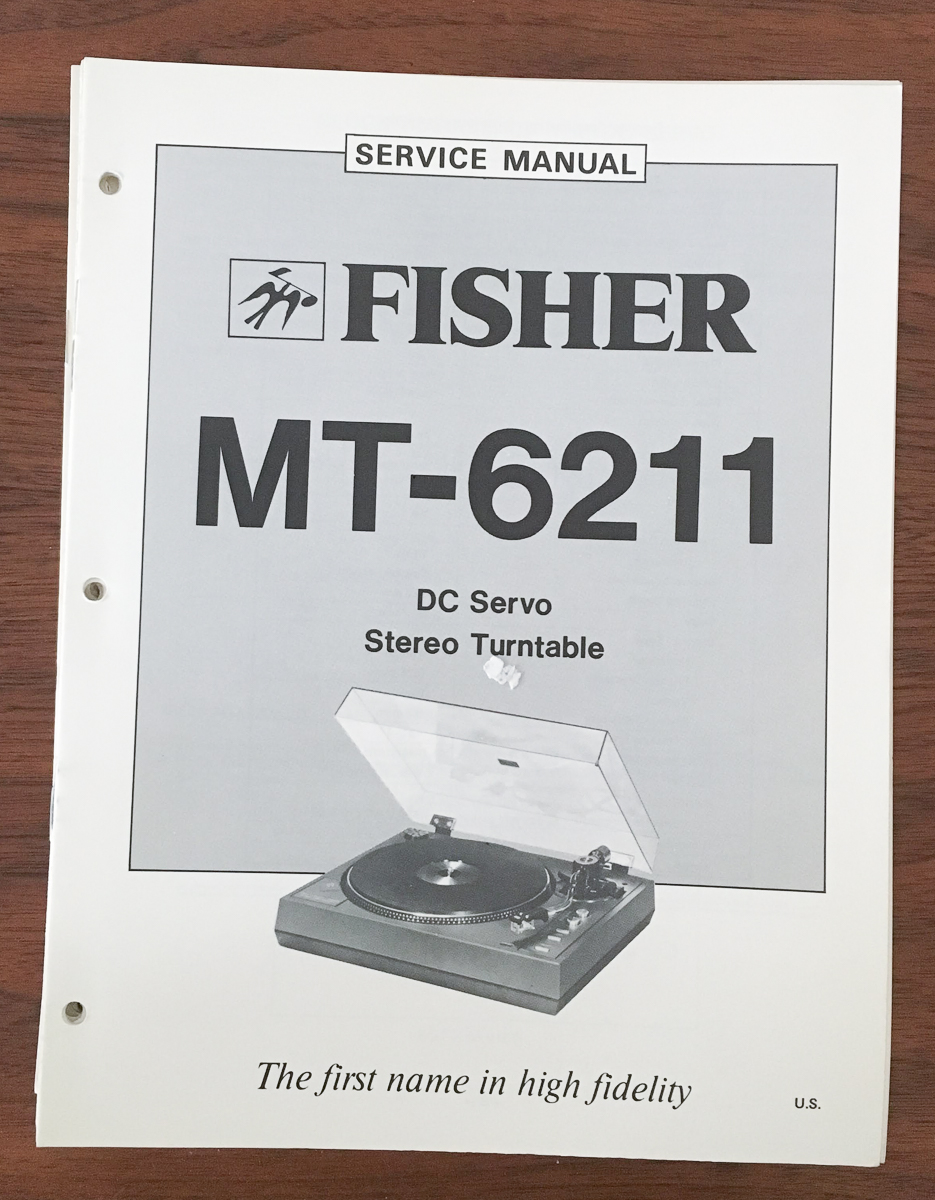 SERVICE MANUAL
FISHER
MT-6211
DC Servo
Stereo Turntable
The first name in high fidelity
U.S.